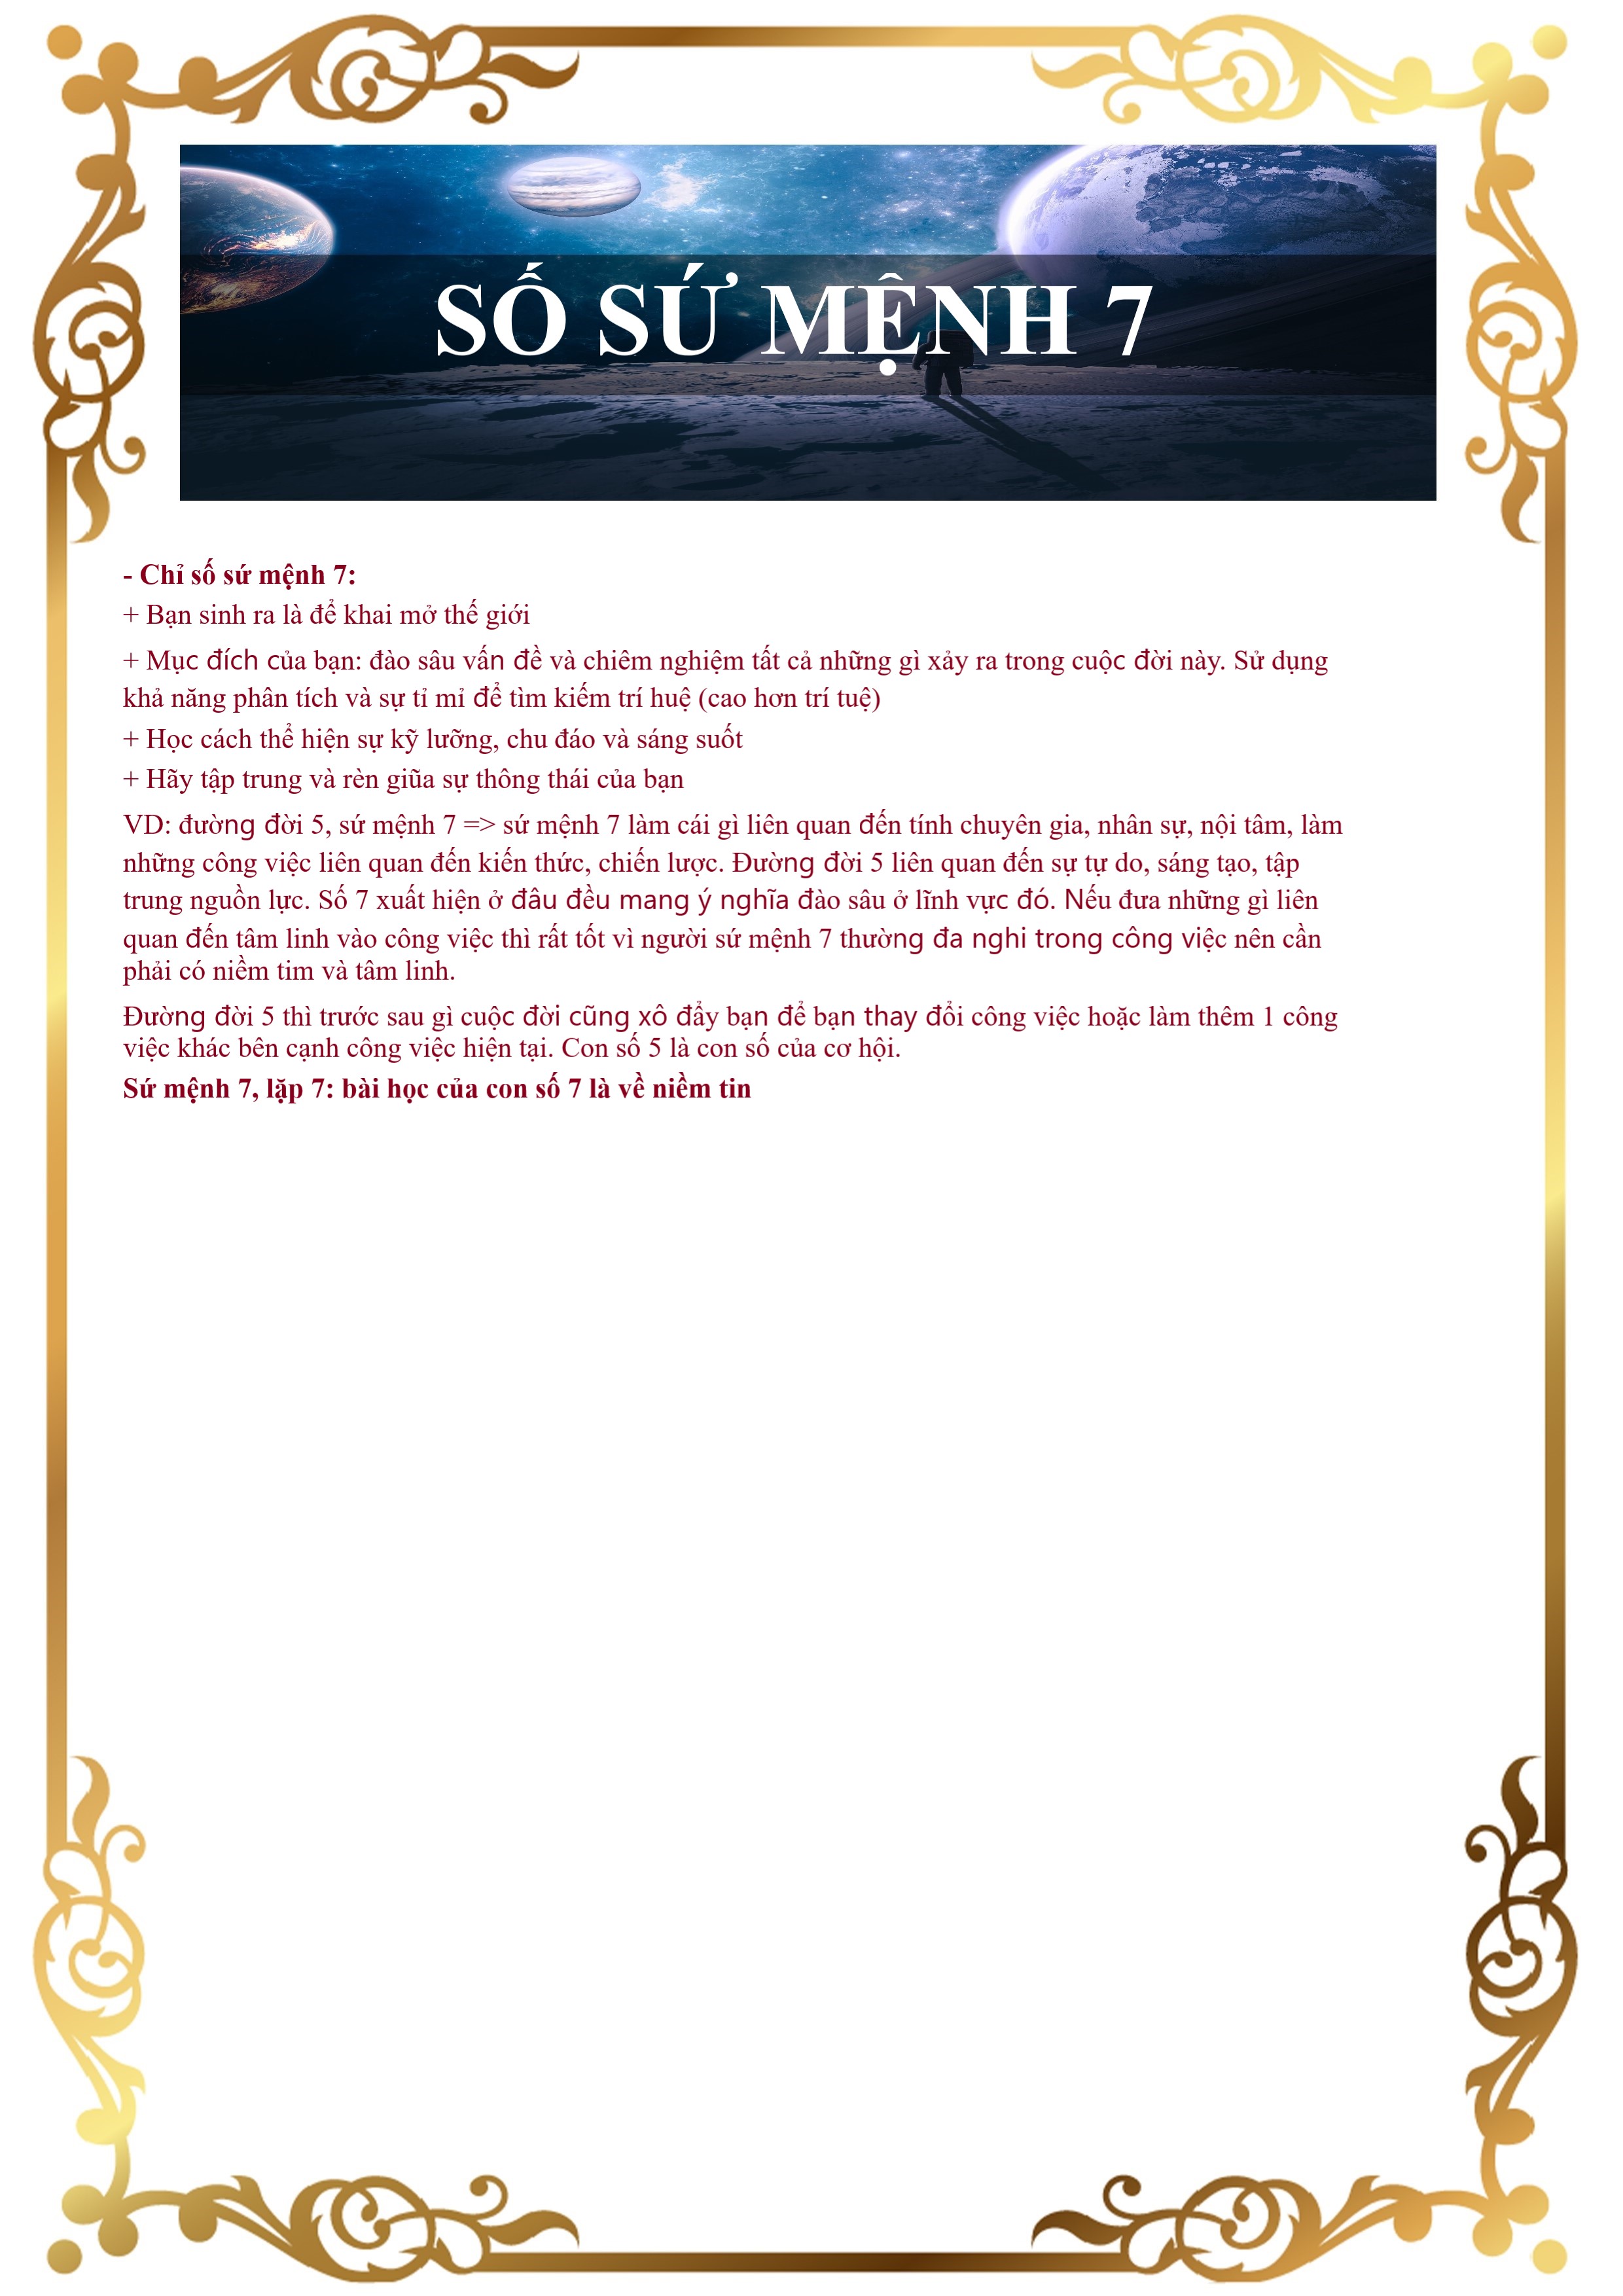 SỐ SỨ MỆNH 7
- Chỉ số sứ mệnh 7:
+ Bạn sinh ra là để khai mở thế giới
+ Mục đích của bạn: đào sâu vấn đề và chiêm nghiệm tất cả những gì xảy ra trong cuộc đời này. Sử dụng
khả năng phân tích và sự tỉ mỉ để tìm kiếm trí huệ (cao hơn trí tuệ)
+ Học cách thể hiện sự kỹ lưỡng, chu đáo và sáng suốt
+ Hãy tập trung và rèn giũa sự thông thái của bạn
VD: đường đời 5, sứ mệnh 7 => sứ mệnh 7 làm cái gì liên quan đến tính chuyên gia, nhân sự, nội tâm, làm
những công việc liên quan đến kiến thức, chiến lược. Đường đời 5 liên quan đến sự tự do, sáng tạo, tập
trung nguồn lực. Số 7 xuất hiện ở đâu đều mang ý nghĩa đào sâu ở lĩnh vực đó. Nếu đưa những gì liên
quan đến tâm linh vào công việc thì rất tốt vì người sứ mệnh 7 thường đa nghi trong công việc nên cần
phải có niềm tim và tâm linh.
Đường đời 5 thì trước sau gì cuộc đời cũng xô đẩy bạn để bạn thay đổi công việc hoặc làm thêm 1 công
việc khác bên cạnh công việc hiện tại. Con số 5 là con số của cơ hội.
Sứ mệnh 7, lặp 7: bài học của con số 7 là về niềm tin